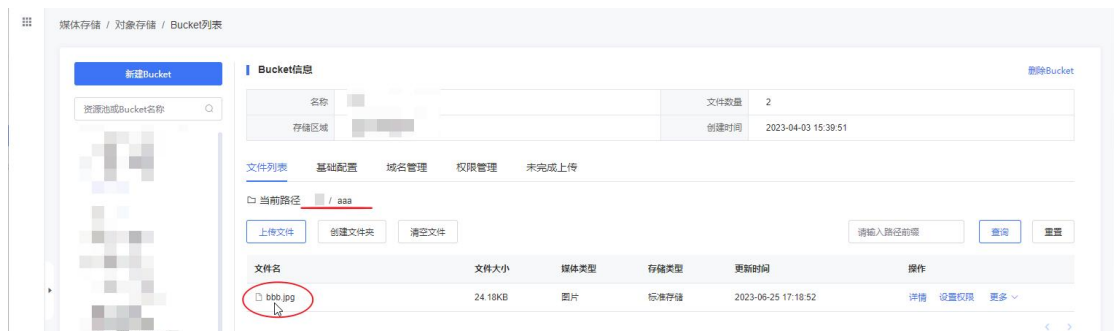 媒体存储 / 对象存储 / Bucket列表
新建Bucket
资源池或Bucket名称
Bucket信息
删除Bucket
名称
文件数量 2
存储区域
创建时间 2023-04-03 15:39:51
文件列表 基础配置 域名管理 权限管理 未完成上传
当前路径 / aaa
上传文件 创建文件夹 清空文件 请输入路径前缀 查询 重置
文件名 文件大小 媒体类型 存储类型 更新时间 操作
bbb.jpg 24.18KB 图片 标准存储 2023-06-25 17:18:52 详情 设置权限 更多